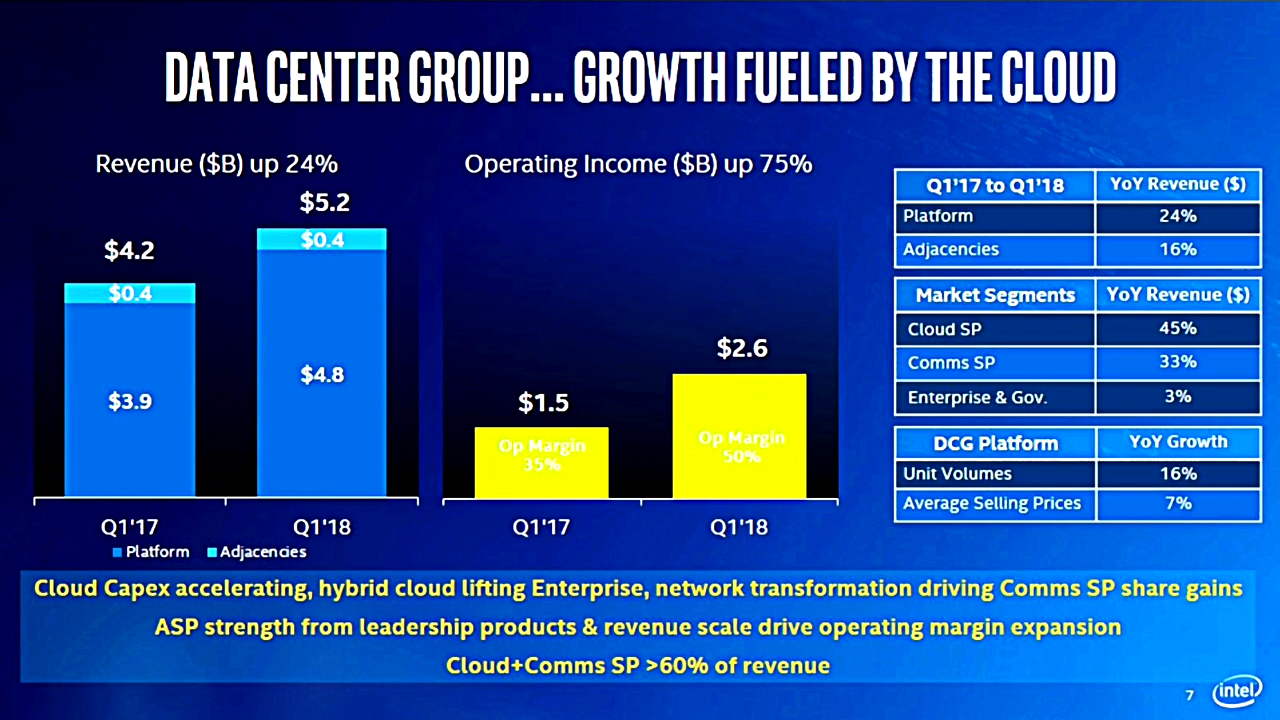 DATA CENTER GROUP... GROWTH FUELED BY THE CLOUD
Revenue ($B) up 24%
$4.2
$0.4
$3.9
$5.2
$0.4
$4.8
Q1'17
Q1'18
Platform
Adjacencies
Operating Income ($B) up 75%
$1.5
Op Margin
35%
$2.6
Op Margin
50%
Q1'17
Q1'18
Q1'17 to Q1'18 YoY Revenue ($)
Platform 24%
Adjacencies 16%
Market Segments YoY Revenue ($)
Cloud SP 45%
Comms SP 33%
Enterprise & Gov. 3%
DCG Platform YoY Growth
Unit Volumes 16%
Average Selling Prices 7%
Cloud Capex accelerating, hybrid cloud lifting Enterprise, network transformation driving Comms SP share gains
ASP strength from leadership products & revenue scale drive operating margin expansion
Cloud+Comms SP >60% of revenue
7
intel